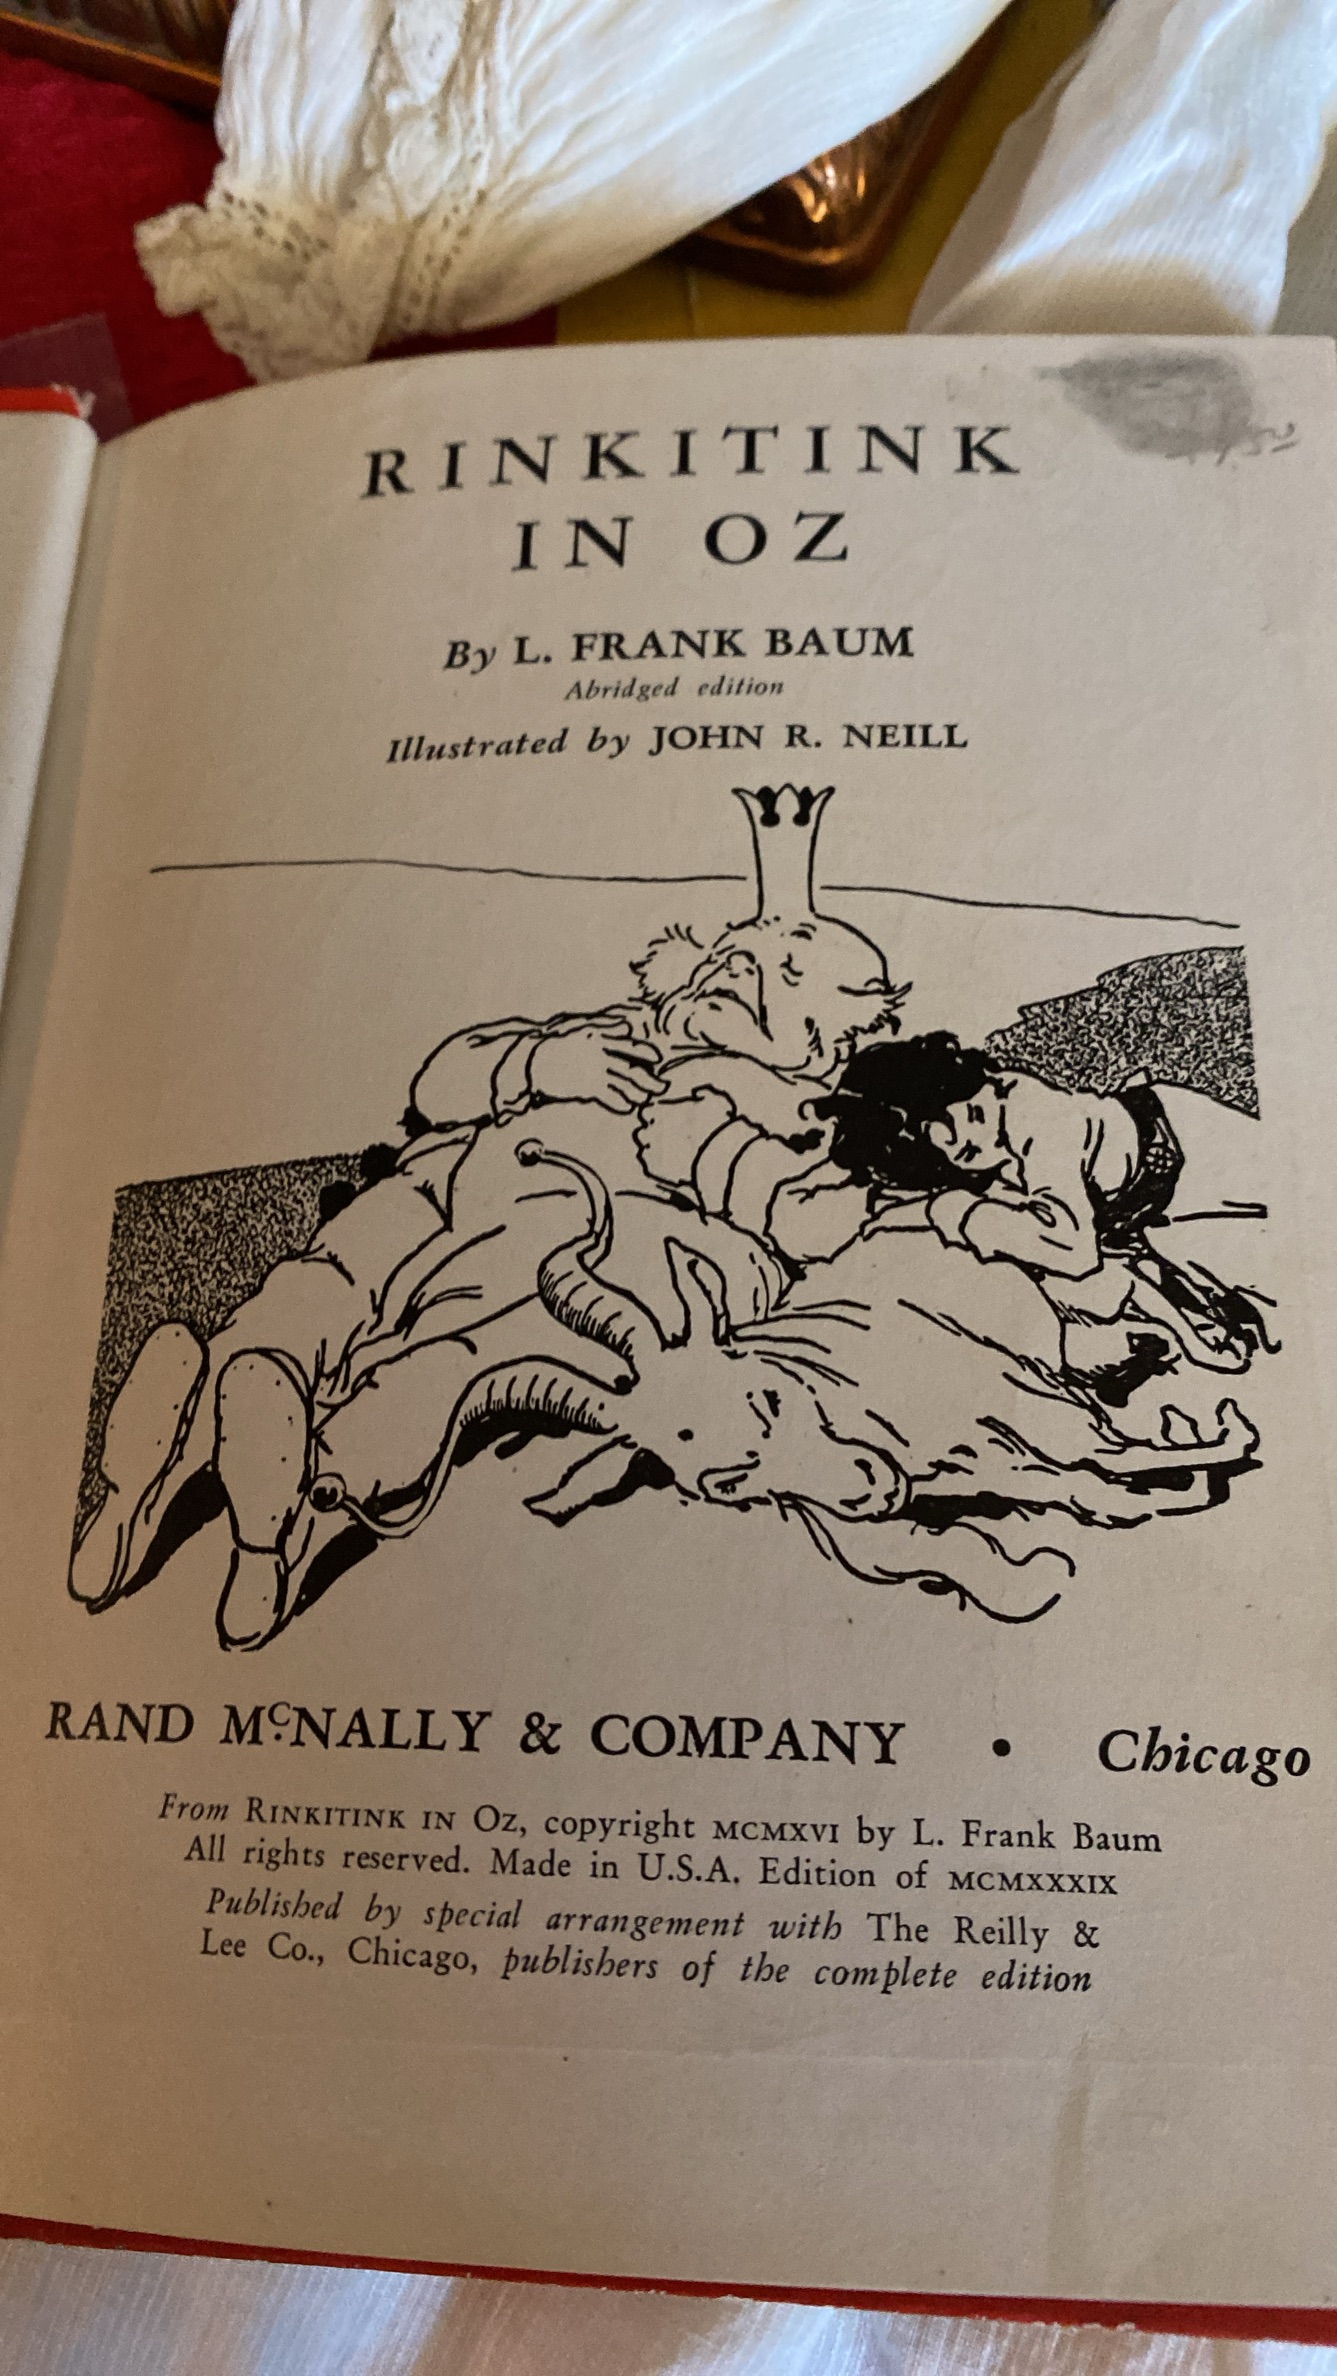 RINKITINK
IN OZ
By L. FRANK BAUM
Abridged edition
Illustrated by JOHN R. NEILL
RAND McNALLY & COMPANY • Chicago
From RINKITINK IN OZ, copyright MCMXVI by L. Frank Baum
All rights reserved. Made in U.S.A. Edition of MCMXXXIX
Published by special arrangement with The Reilly &
Lee Co., Chicago, publishers of the complete edition